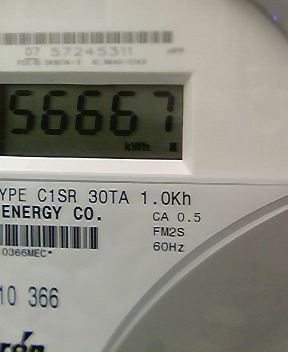 07 57245311
56667
kWh
YPE C1SR 30TA 1.0Kh
ENERGY CO.
CA 0.5
FM2S
0366MEC*
60Hz
10 366
rón